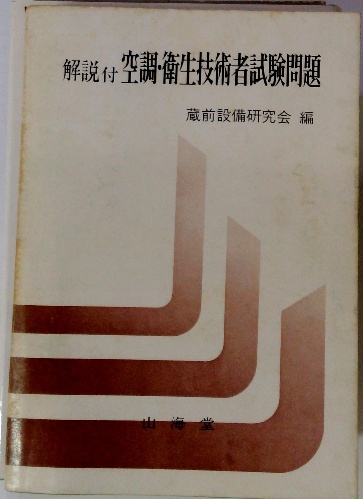 解説付 空調・衛生技術者試験問題
蔵前設備研究会 編
山海堂